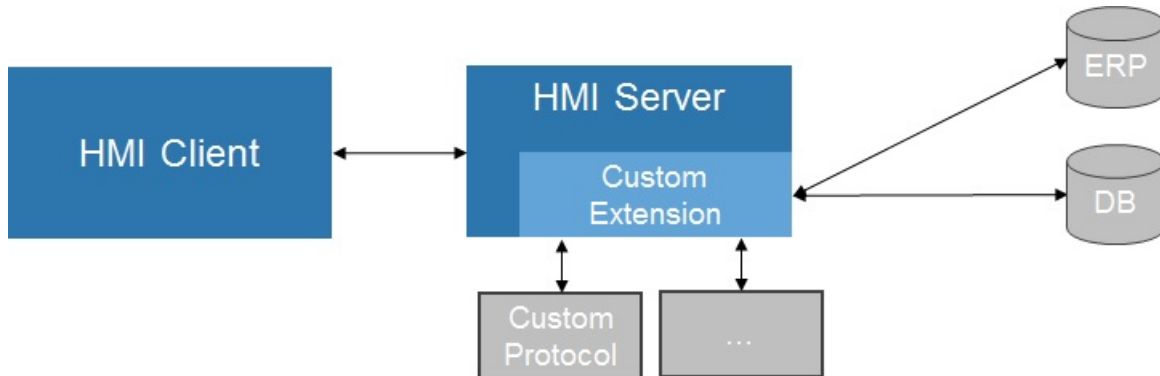 HMI Client
HMI Server
Custom
Extension
ERP
DB
Custom
Protocol
...